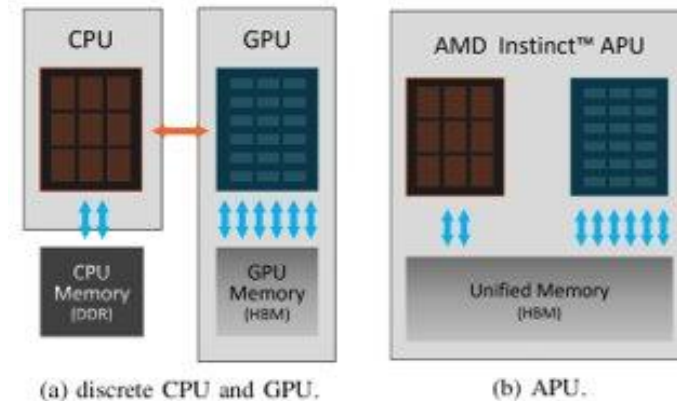 CPU
GPU
CPU
Memory
(DDR)
GPU
Memory
(HBM)
(a) discrete CPU and GPU.
AMD Instinct™ APU
Unified Memory
(HBM)
(b) APU.